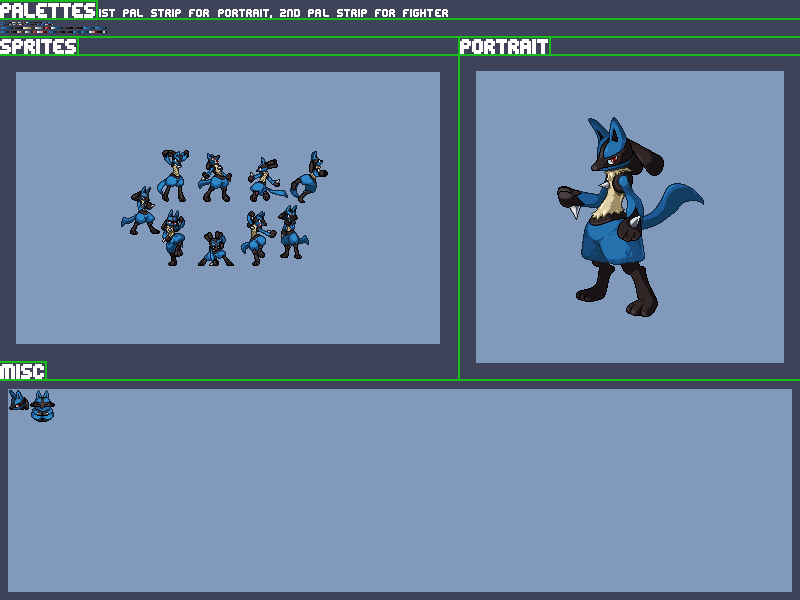 PALETTES 1ST PAL STRIP FOR PORTRAIT, 2ND PAL STRIP FOR FIGHTER
SPRITES
PORTRAIT
MISC